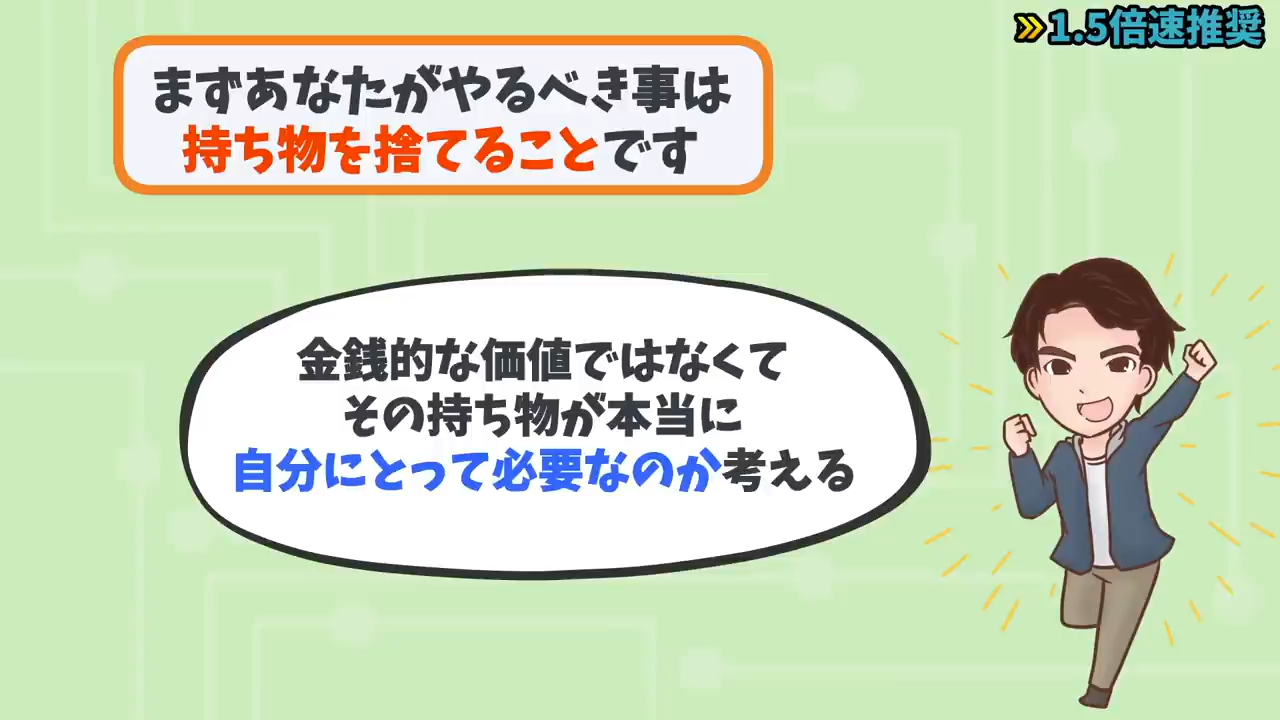 1.5倍速推奨
まずあなたがやるべき事は
持ち物を捨てることです
金銭的な価値ではなくて
その持ち物が本当に
自分にとって必要なのか考える